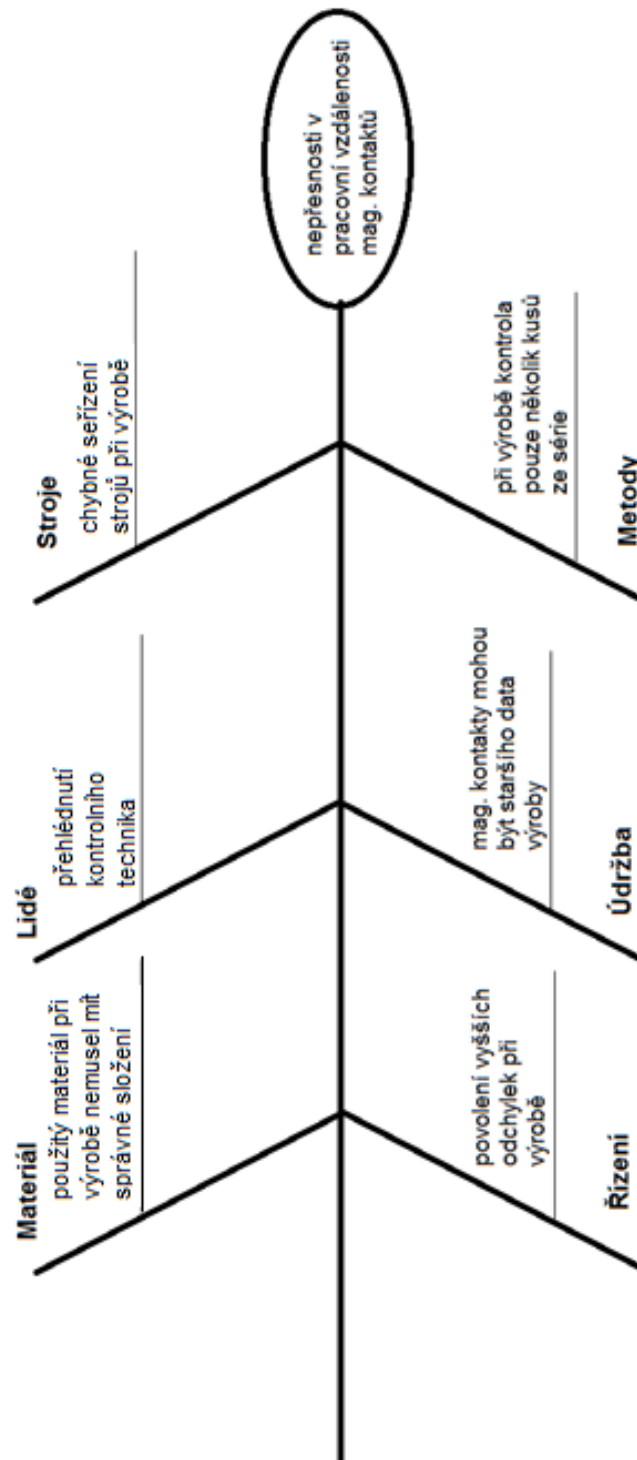 Materiál
použitý materiál při
výrobě nemusel mít
správné složení
Lidé
přehlédnutí
kontrolního
technika
Stroje
chybné seřízení
strojů při výrobě
nepřesnosti v
pracovní vzdálenosti
mag. kontaktů
povolení vyšších
odchylek při
výrobě
Řízení
mag. kontakty mohou
být staršího data
výroby
Údržba
při výrobě kontrola
pouze několik kusů
ze série
Metody